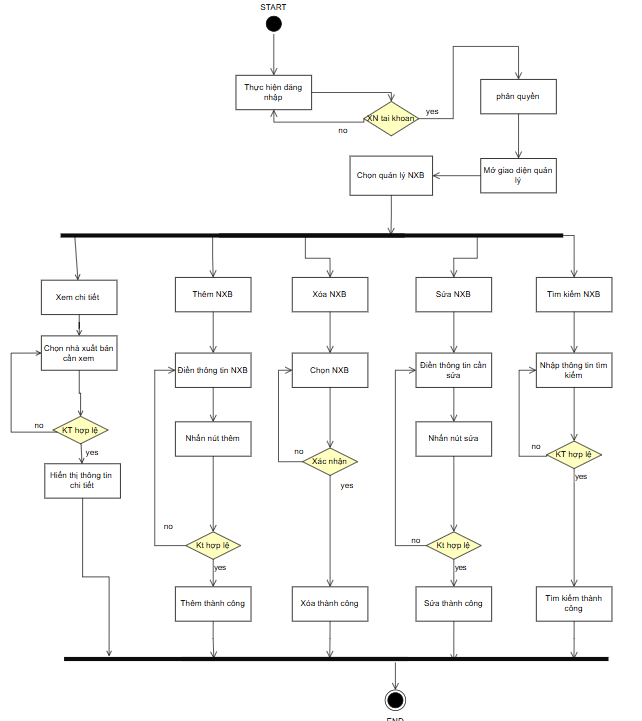 START
Thực hiện đăng
nhập
XN tai khoan
yes
no
phân quyền
Mở giao diện quản
lý
Chọn quản lý NXB
Xem chi tiết
Thêm NXB
Xóa NXB
Sửa NXB
Tìm kiếm NXB
Chọn nhà xuất bản
cần xem
Điền thông tin NXB
Chọn NXB
Điền thông tin cần
sửa
Nhập thông tin tìm
kiếm
no
KT hợp lệ
yes
Nhấn nút thêm
no
Xác nhận
yes
Nhấn nút sửa
no
KT hợp lệ
yes
Hiển thị thông tin
chi tiết
no
Kt hợp lệ
yes
no
Kt hợp lệ
yes
Thêm thành công
Xóa thành công
Sửa thành công
Tìm kiếm thành
công
END